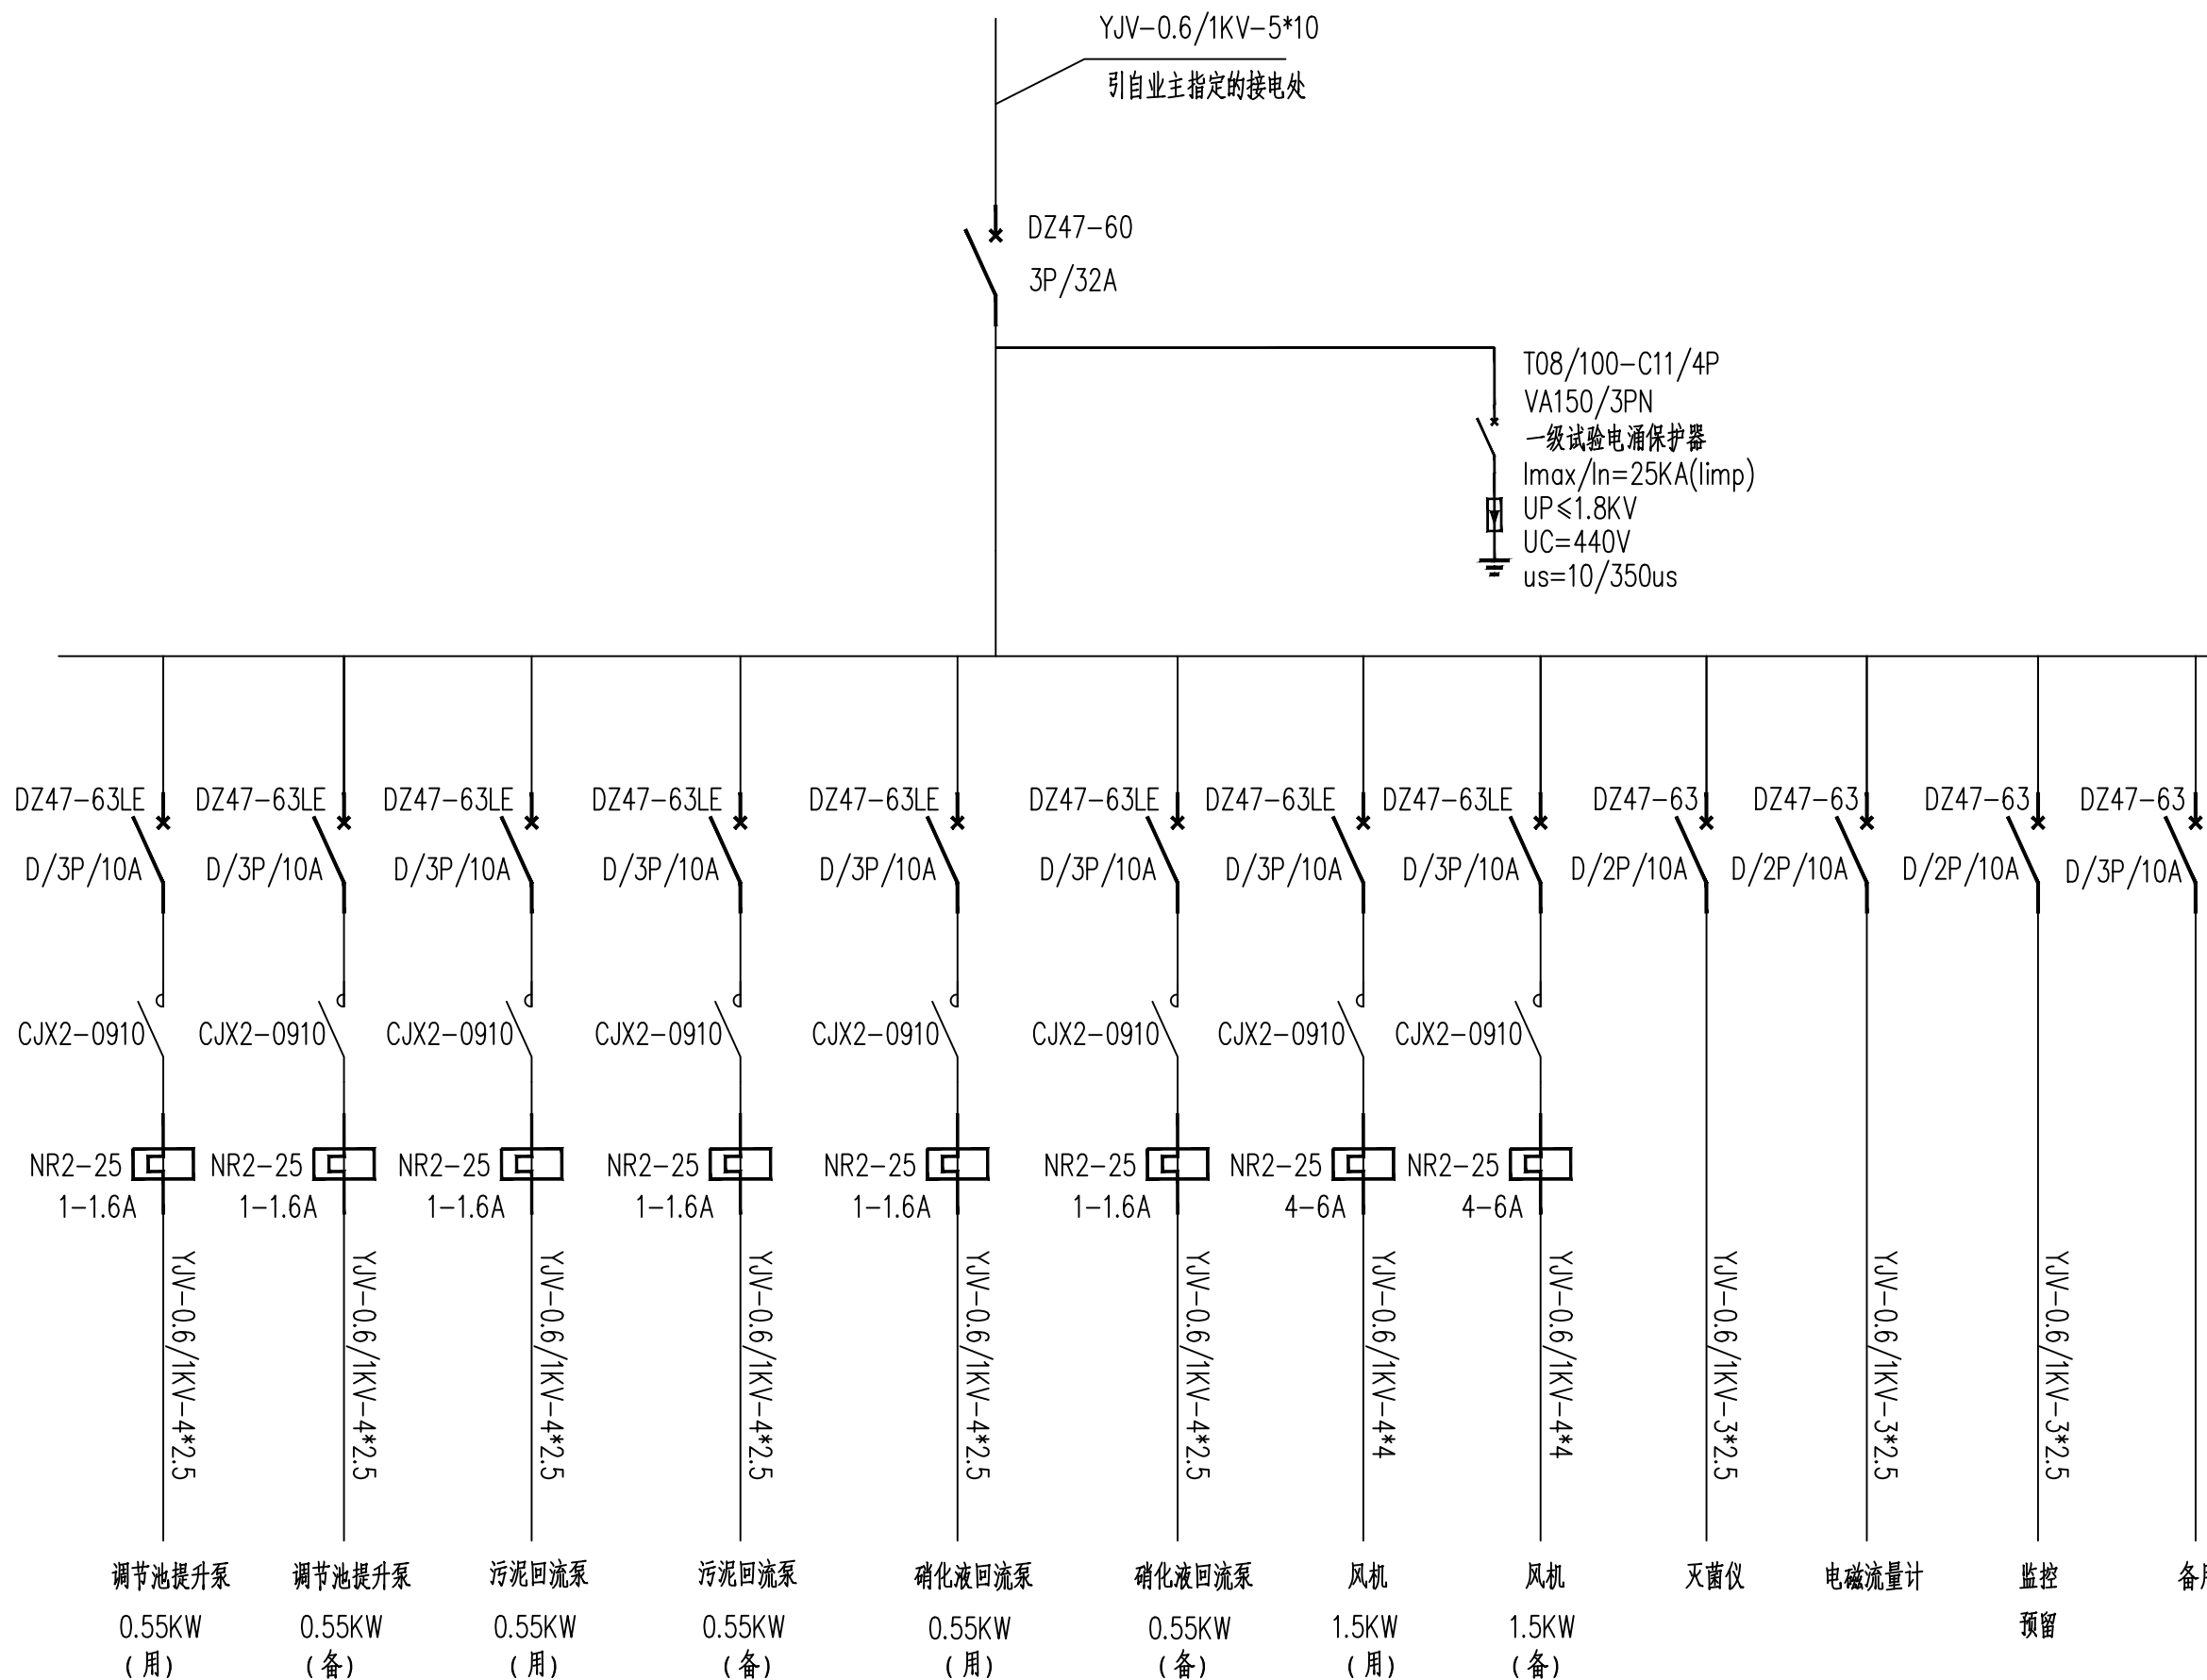 YJV-0.6/1KV-5*10
引自业主指定的接电处
DZ47-60
3P/32A
T08/100-C11/4P
VA150/3PN
一级试验电涌保护器
Imax/In=25KA(Iimp)
UP≤1.8KV
UC=440V
us=10/350us
DZ47-63LE DZ47-63LE DZ47-63LE DZ47-63LE DZ47-63LE DZ47-63LE DZ47-63LE DZ47-63LE DZ47-63 DZ47-63 DZ47-63 DZ47-63
D/3P/10A D/3P/10A D/3P/10A D/3P/10A D/3P/10A D/3P/10A D/3P/10A D/3P/10A D/2P/10A D/2P/10A D/2P/10A D/3P/10A
CJX2-0910 CJX2-0910 CJX2-0910 CJX2-0910 CJX2-0910 CJX2-0910 CJX2-0910 CJX2-0910
NR2-25 NR2-25 NR2-25 NR2-25 NR2-25 NR2-25 NR2-25 NR2-25
1-1.6A 1-1.6A 1-1.6A 1-1.6A 1-1.6A 1-1.6A 4-6A 4-6A
YJV-0.6/1KV-4*2.5
YJV-0.6/1KV-4*2.5
YJV-0.6/1KV-4*2.5
YJV-0.6/1KV-4*2.5
YJV-0.6/1KV-4*2.5
YJV-0.6/1KV-4*2.5
YJV-0.6/1KV-4*4
YJV-0.6/1KV-4*4
YJV-0.6/1KV-3*2.5
YJV-0.6/1KV-3*2.5
YJV-0.6/1KV-3*2.5
调节池提升泵 调节池提升泵 污泥回流泵 污泥回流泵 硝化液回流泵 硝化液回流泵 风机 风机 灭菌仪 电磁流量计 监控 备
0.55KW 0.55KW 0.55KW 0.55KW 0.55KW 0.55KW 1.5KW 1.5KW 预留
(用) (备) (用) (备) (用) (备) (用) (备)